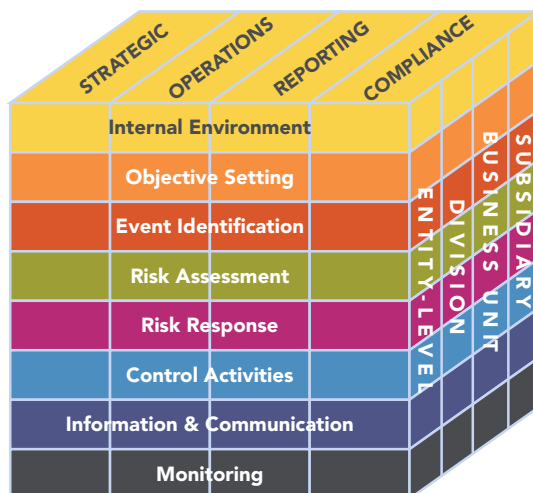 STRATEGIC
OPERATIONS
REPORTING
COMPLIANCE
Internal Environment
Objective Setting
Event Identification
Risk Assessment
Risk Response
Control Activities
Information & Communication
Monitoring
ENTITY-LEVEL
DIVISION
BUSINESS UNIT
SUBSIDIARY